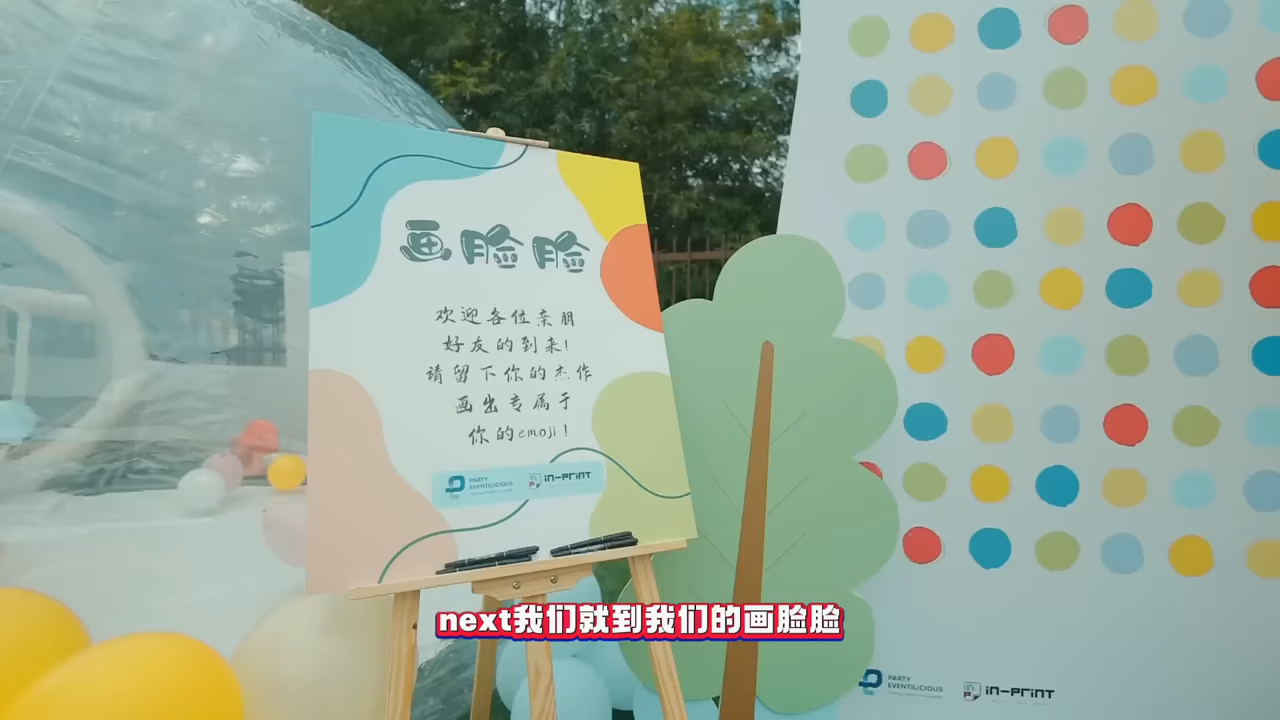 画脸脸
欢迎各位亲朋
好友的到来!
请留下你的杰作
画出专属于
你的emoji!
PARTY
EVENTILICIOUS
in-PrinT
next我们就到我们的画脸脸
PARTY
EVENTILICIOUS
in-PrinT